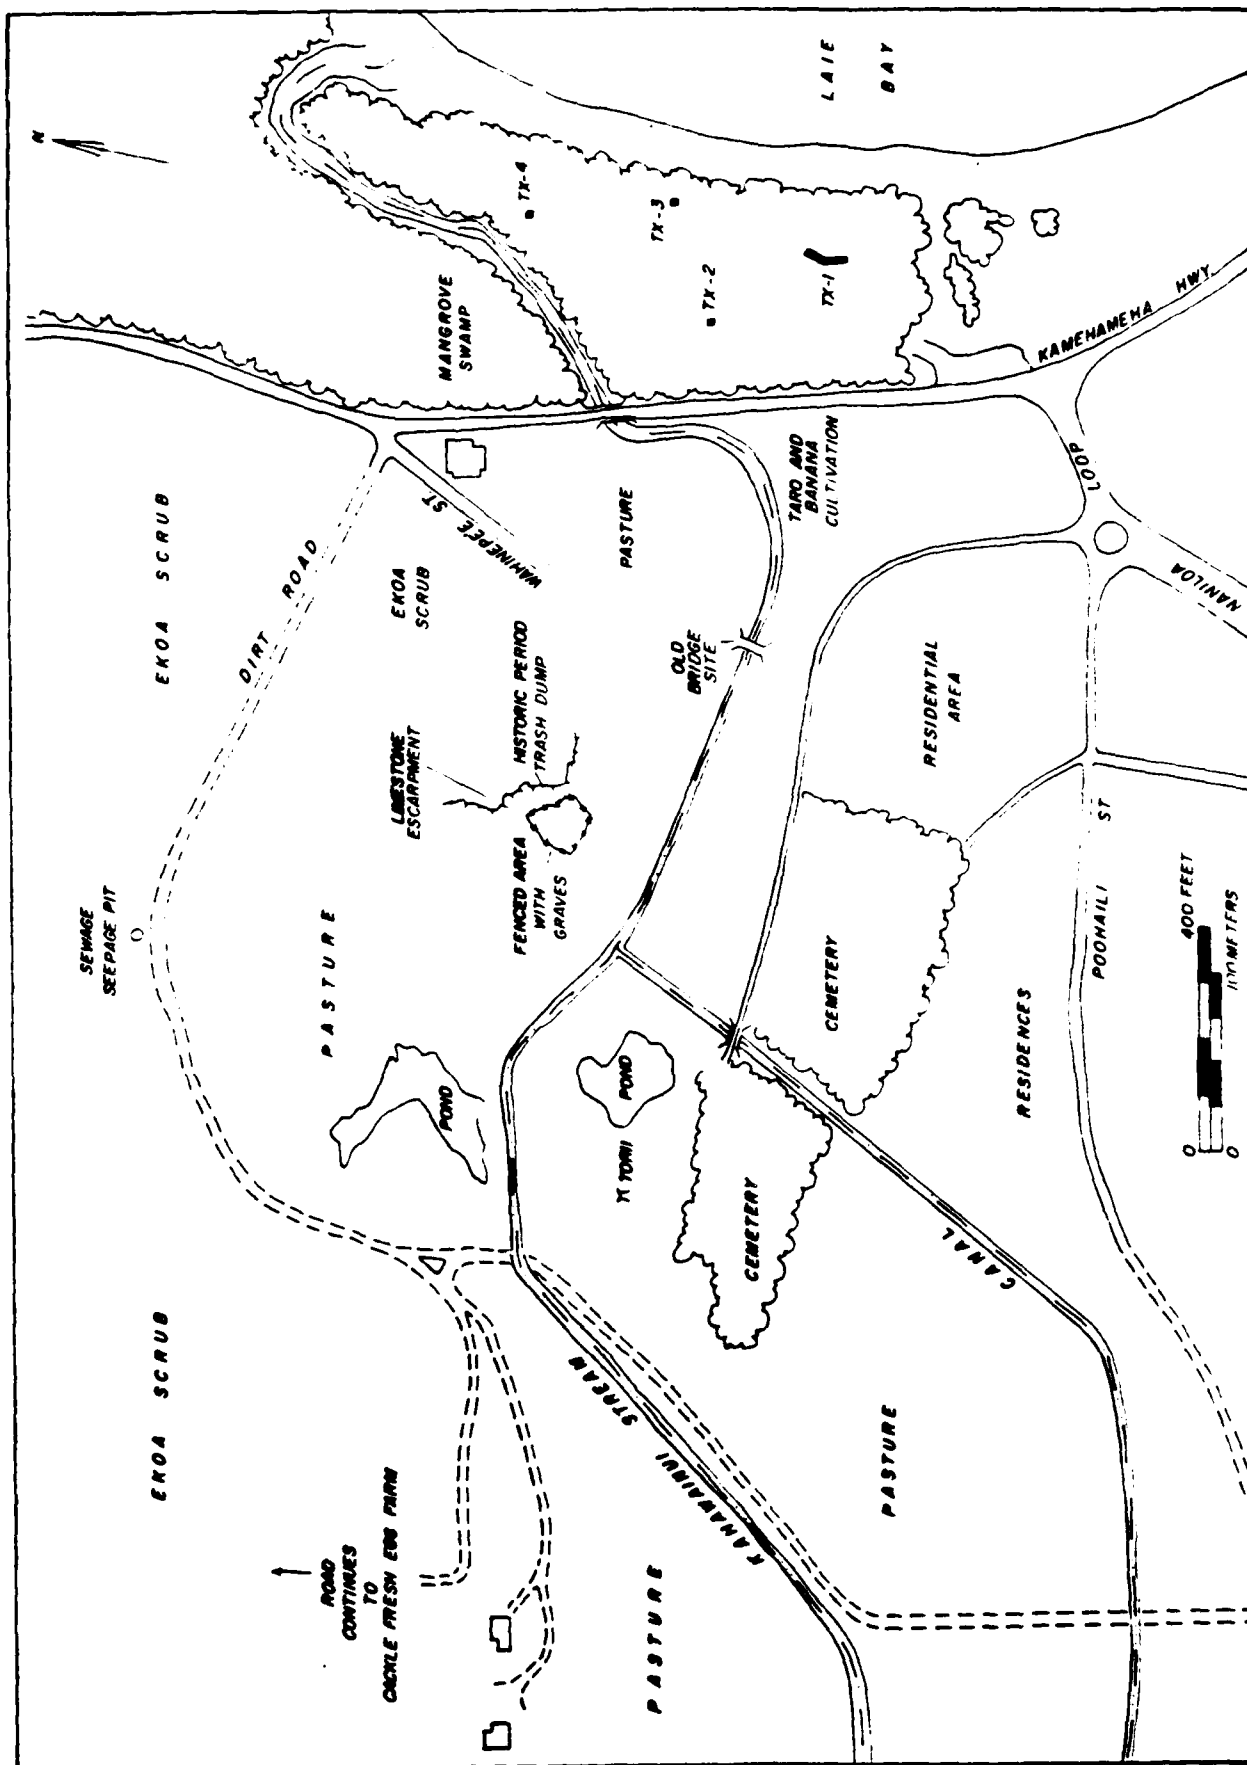 LAIE
BAY
N
TX-4
TX-3
TX-2
TX-1
MANGROVE
SWAMP
KAMEHAMEHA HWY.
EKOA SCRUB
DIRT ROAD
WAHINEPEE ST.
EKOA
SCRUB
PASTURE
TARO AND
BANANA
CULTIVATION
LOOP
NANILOA
OLD
BRIDGE
SITE
HISTORIC PERIOD
TRASH DUMP
LIMESTONE
ESCARPMENT
FENCED AREA
WITH
GRAVES
RESIDENTIAL
AREA
SEWAGE
SEEPAGE PIT
PASTURE
POND
POND
TORII
CEMETERY
CEMETERY
RESIDENCES
POOHAILI ST
0 400 FEET
0 100 METERS
EKOA SCRUB
ROAD
CONTINUES
TO
CACKLE FRESH EGG FARM
KAHAWAINUI STREAM
CANAL
PASTURE
PASTURE